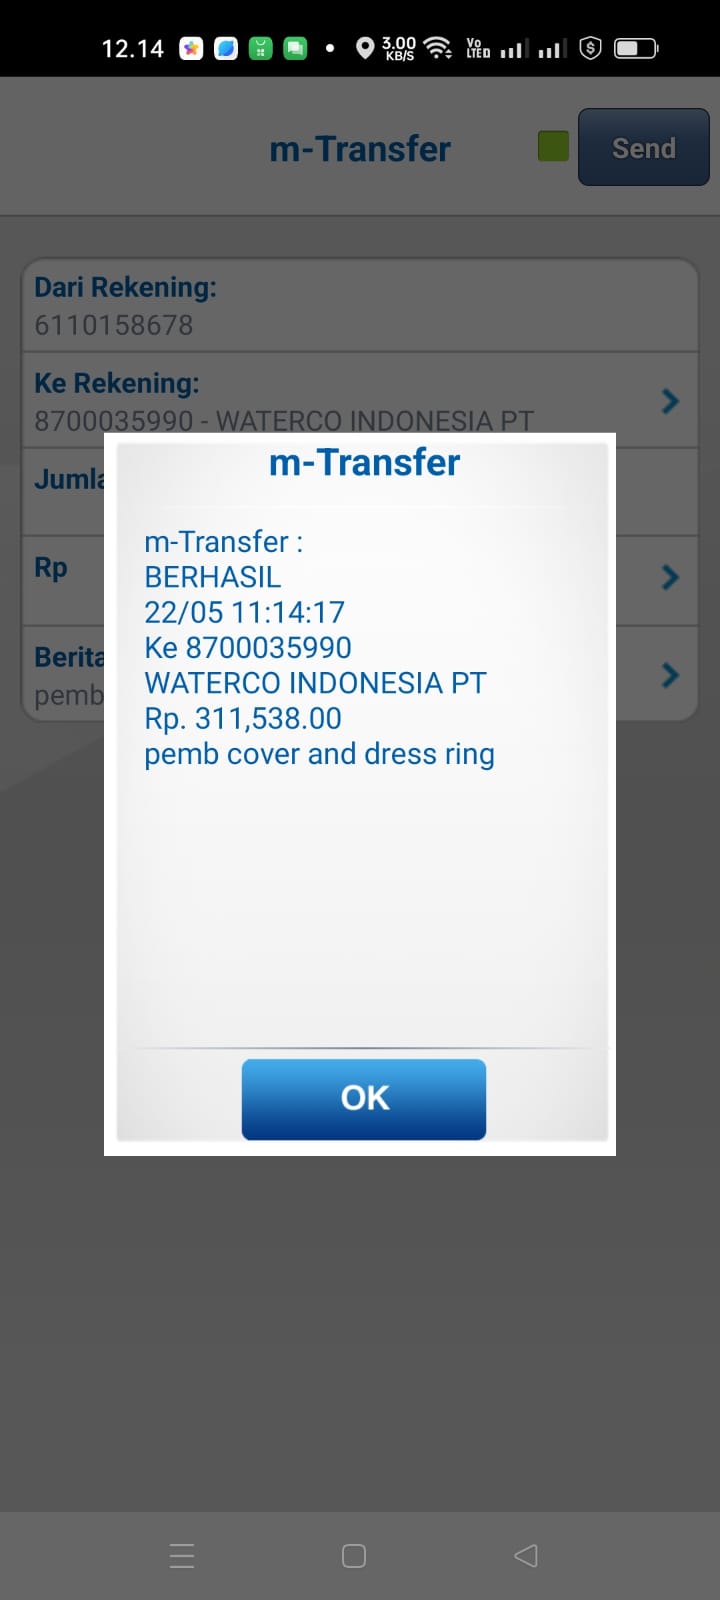 12.14
3.00
KB/S
Vo
LTED
m-Transfer
Send
Dari Rekening:
6110158678
Ke Rekening:
8700035990 - WATERCO INDONESIA PT
Jumla
Rp
Berita
pemb
m-Transfer
m-Transfer :
BERHASIL
22/05 11:14:17
Ke 8700035990
WATERCO INDONESIA PT
Rp. 311,538.00
pemb cover and dress ring
OK